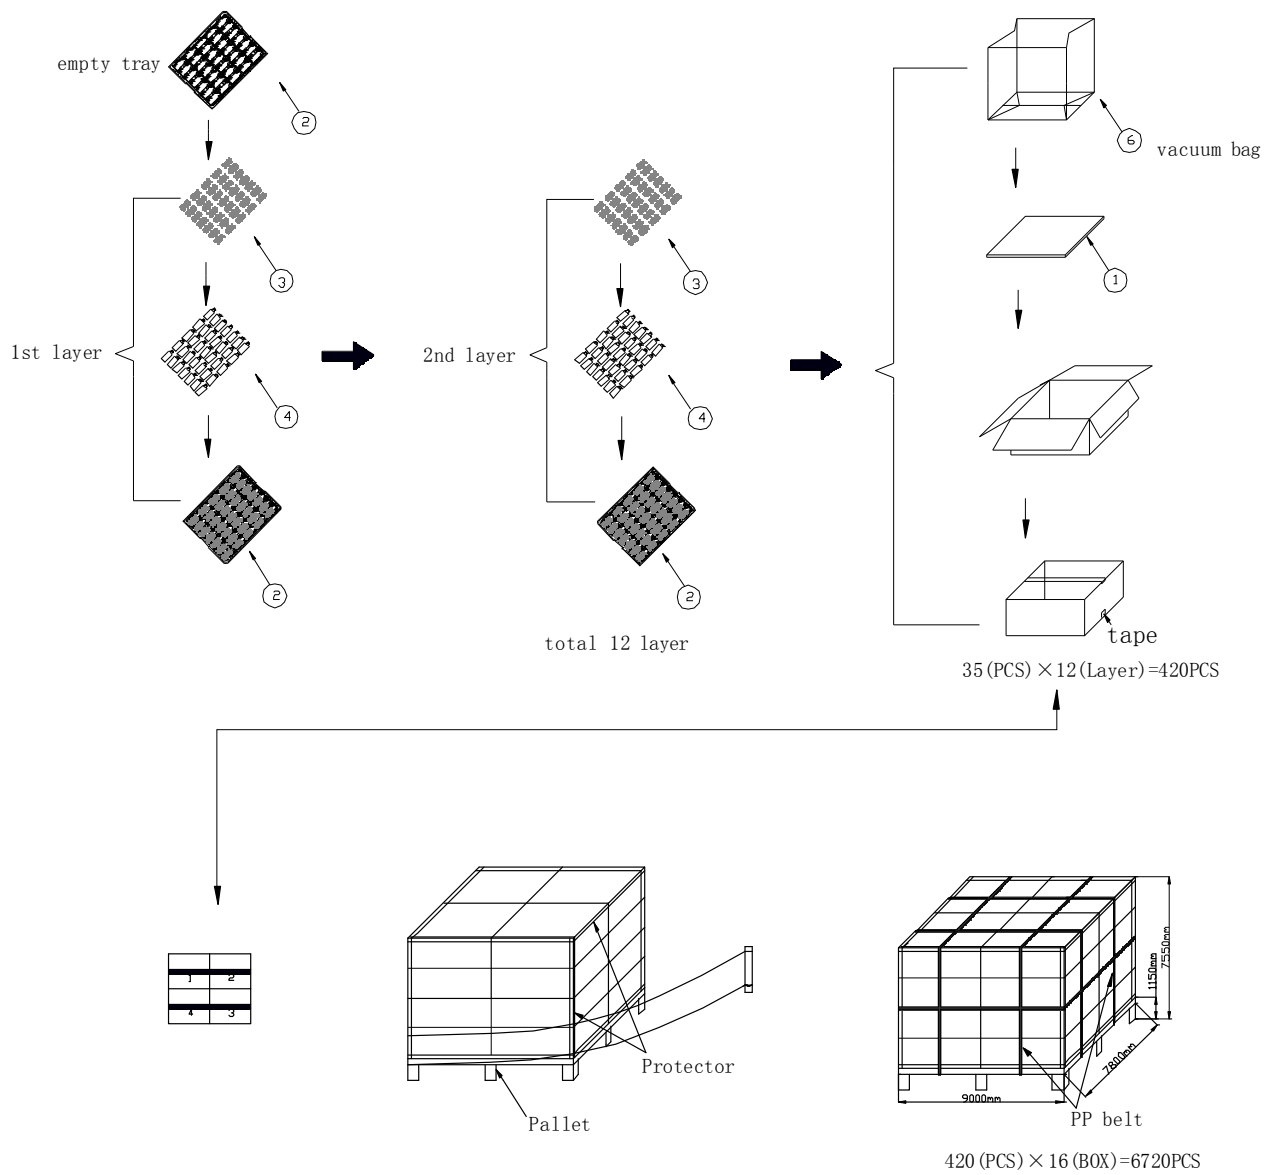 empty tray
2
3
1st layer
4
2
3
2nd layer
4
2
total 12 layer
6
vacuum bag
1
tape
35(PCS)×12(Layer)=420PCS
1
2
4
3
Protector
Pallet
7550mm
1150mm
7800mm
9000mm
PP belt
420(PCS)×16(BOX)=6720PCS